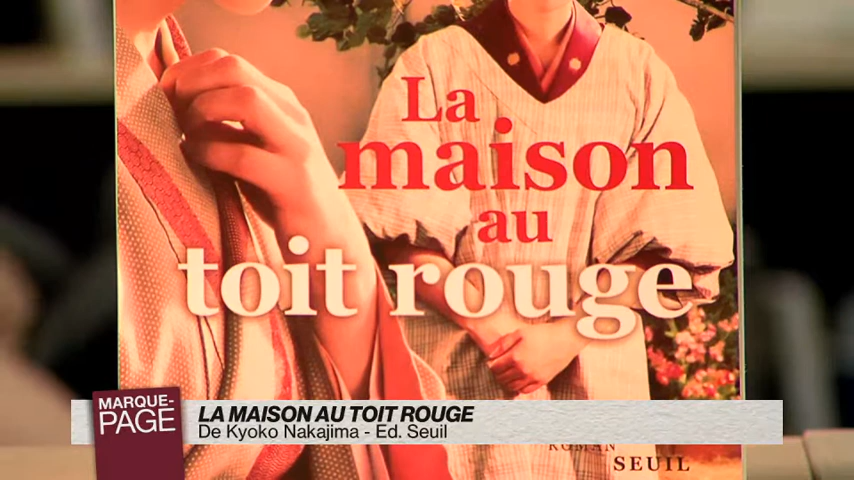 La
maison
au
toit rouge
MARQUE-
PAGE
LA MAISON AU TOIT ROUGE
De Kyoko Nakajima - Ed. Seuil
ROMAN
SEUIL